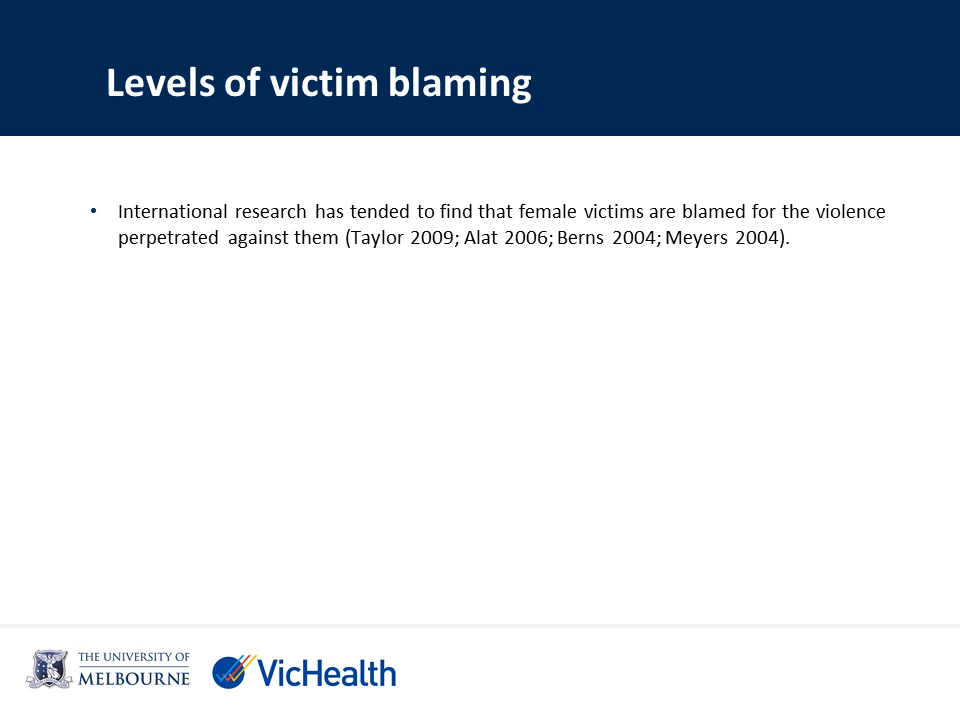 Levels of victim blaming
• International research has tended to find that female victims are blamed for the violence
perpetrated against them (Taylor 2009; Alat 2006; Berns 2004; Meyers 2004).
THE UNIVERSITY OF
MELBOURNE
VicHealth